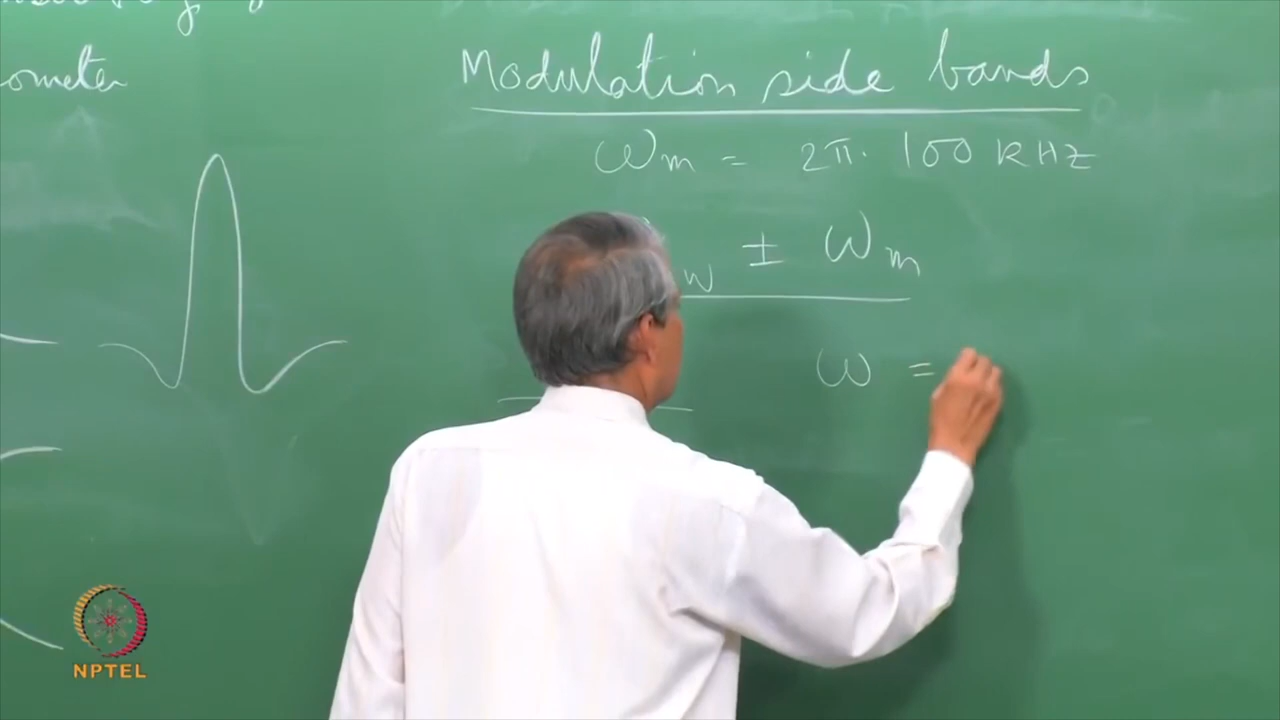 ometer
Modulation side bands
ωm = 2π. 100 kHz
w ± ωm
ω =
NPTEL